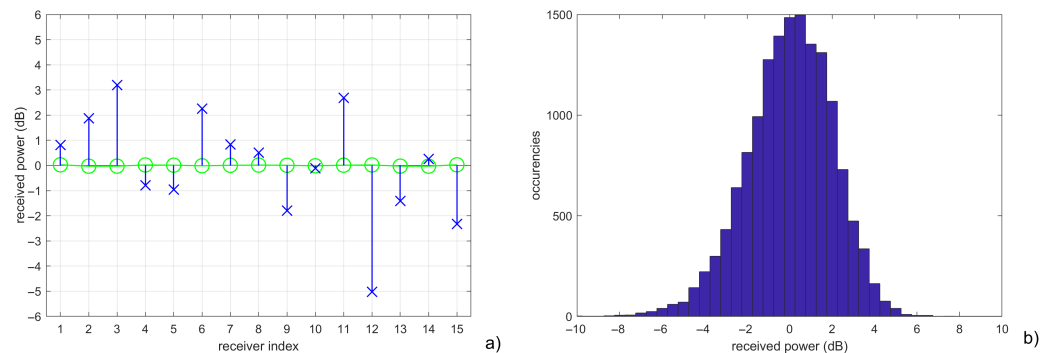 6
5
4
3
2
1
0
−1
−2
−3
−4
−5
−6
received power (dB)
1 2 3 4 5 6 7 8 9 10 11 12 13 14 15
receiver index
a)
1500
1000
500
0
occurencies
−10 −8 −6 −4 −2 0 2 4 6 8 10
received power (dB)
b)